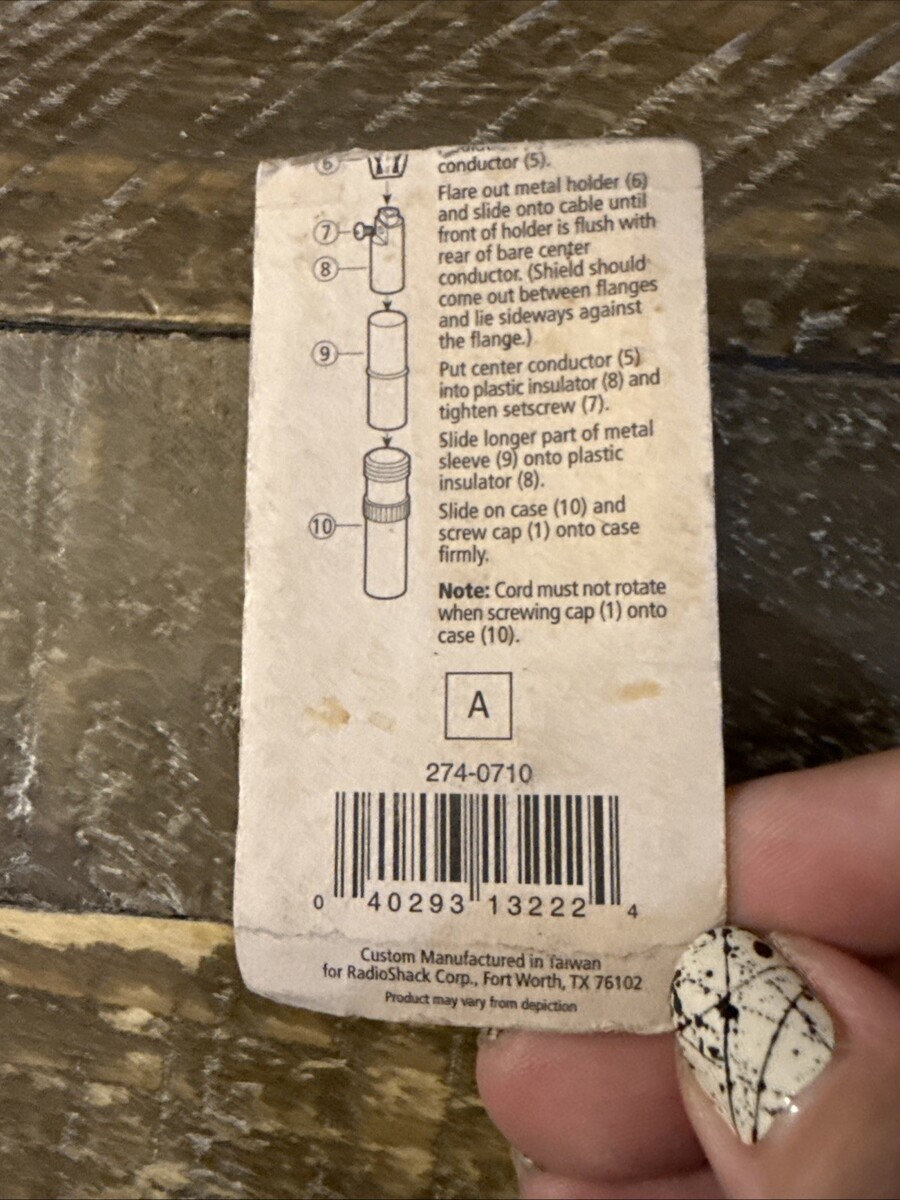 conductor (5).
6
Flare out metal holder (6)
and slide onto cable until
7
front of holder is flush with
rear of bare center
8
conductor. (Shield should
come out between flanges
and lie sideways against
the flange.)
9
Put center conductor (5)
into plastic insulator (8) and
tighten setscrew (7).
Slide longer part of metal
sleeve (9) onto plastic
insulator (8).
10
Slide on case (10) and
screw cap (1) onto case
firmly.
Note: Cord must not rotate
when screwing cap (1) onto
case (10).
A
274-0710
0 40293 13222 4
Custom Manufactured in Taiwan
for RadioShack Corp., Fort Worth, TX 76102
Product may vary from depiction